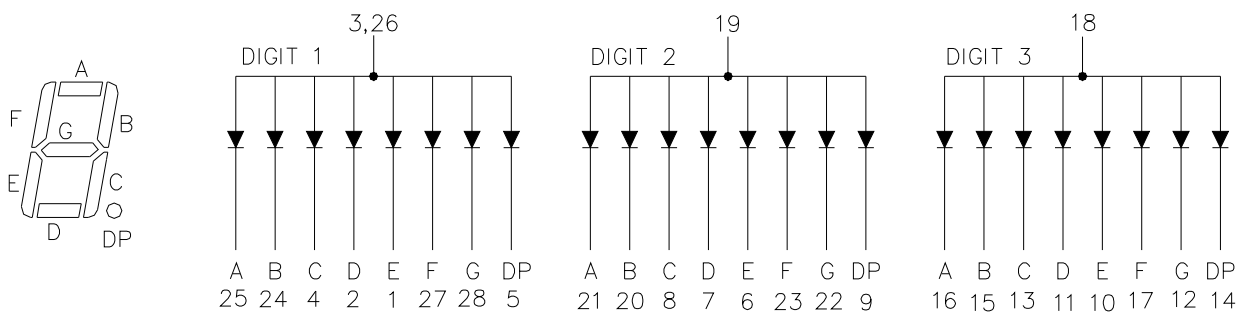 3,26 19 18
DIGIT 1 DIGIT 2 DIGIT 3
A
F B
G
E C
D
DP
A B C D E F G DP A B C D E F G DP A B C D E F G DP
25 24 4 2 1 27 28 5 21 20 8 7 6 23 22 9 16 15 13 11 10 17 12 14